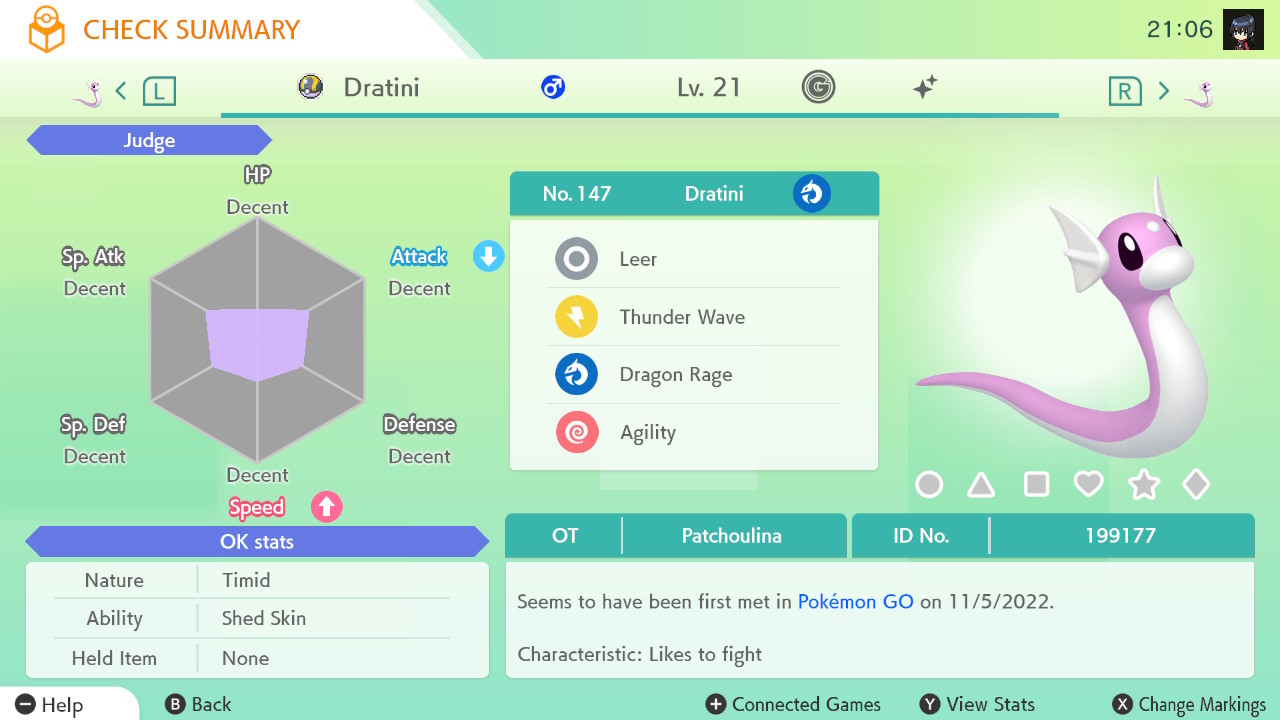 CHECK SUMMARY
21:06
L
Dratini
Lv. 21
G
R
Judge
HP
Decent
Sp. Atk
Decent
Attack
Decent
Sp. Def
Decent
Defense
Decent
Decent
Speed
OK stats
Nature Timid
Ability Shed Skin
Held Item None
No. 147 Dratini
Leer
Thunder Wave
Dragon Rage
Agility
OT Patchoulina
ID No. 199177
Seems to have been first met in Pokémon GO on 11/5/2022.
Characteristic: Likes to fight
Help
B Back
Connected Games
Y View Stats
X Change Markings